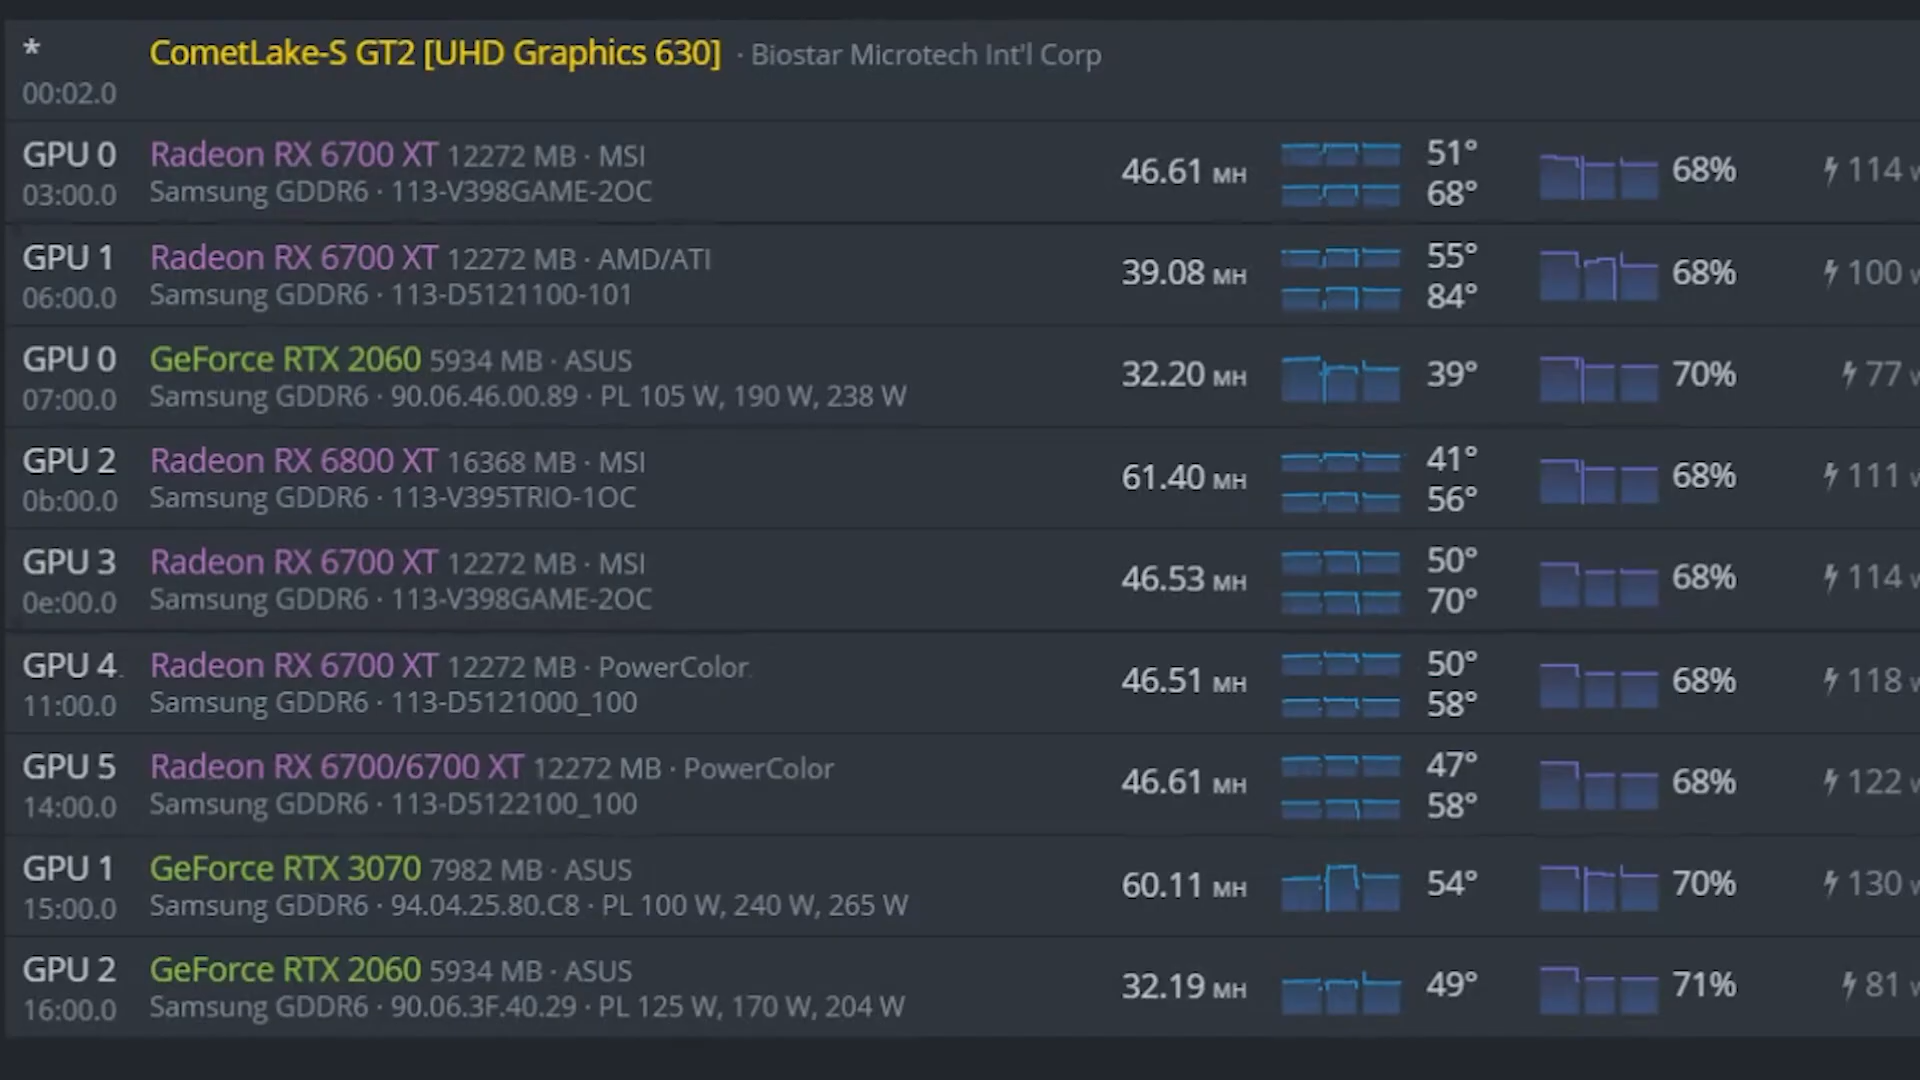 * CometLake-S GT2 [UHD Graphics 630] · Biostar Microtech Int'l Corp
00:02.0
GPU 0 Radeon RX 6700 XT 12272 MB · MSI 46.61 MH 51° 68% 114
03:00.0 Samsung GDDR6 · 113-V398GAME-2OC 68°
GPU 1 Radeon RX 6700 XT 12272 MB · AMD/ATI 39.08 MH 55° 68% 100
06:00.0 Samsung GDDR6 · 113-D5121100-101 84°
GPU 0 GeForce RTX 2060 5934 MB · ASUS 32.20 MH 39° 70% 77
07:00.0 Samsung GDDR6 · 90.06.46.00.89 · PL 105 W, 190 W, 238 W
GPU 2 Radeon RX 6800 XT 16368 MB · MSI 61.40 MH 41° 68% 111
0b:00.0 Samsung GDDR6 · 113-V395TRIO-1OC 56°
GPU 3 Radeon RX 6700 XT 12272 MB · MSI 46.53 MH 50° 68% 114
0e:00.0 Samsung GDDR6 · 113-V398GAME-2OC 70°
GPU 4 Radeon RX 6700 XT 12272 MB · PowerColor 46.51 MH 50° 68% 118
11:00.0 Samsung GDDR6 · 113-D5121000_100 58°
GPU 5 Radeon RX 6700/6700 XT 12272 MB · PowerColor 46.61 MH 47° 68% 122
14:00.0 Samsung GDDR6 · 113-D5122100_100 58°
GPU 1 GeForce RTX 3070 7982 MB · ASUS 60.11 MH 54° 70% 130
15:00.0 Samsung GDDR6 · 94.04.25.80.C8 · PL 100 W, 240 W, 265 W
GPU 2 GeForce RTX 2060 5934 MB · ASUS 32.19 MH 49° 71% 81
16:00.0 Samsung GDDR6 · 90.06.3F.40.29 · PL 125 W, 170 W, 204 W